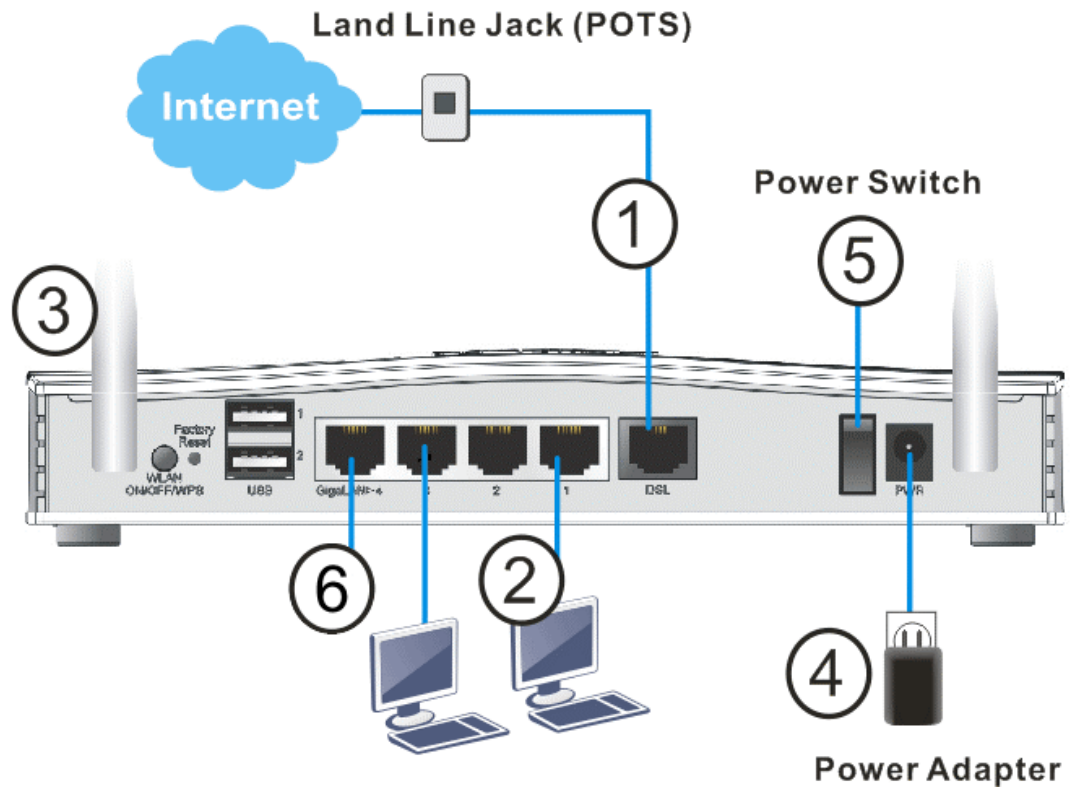 Land Line Jack (POTS)
Internet
1
Power Switch
5
3
Factory
Reset
WLAN
ON/OFF/WPS
1
2
USB
2
1
DSL
PWR
6
2
4
Power Adapter